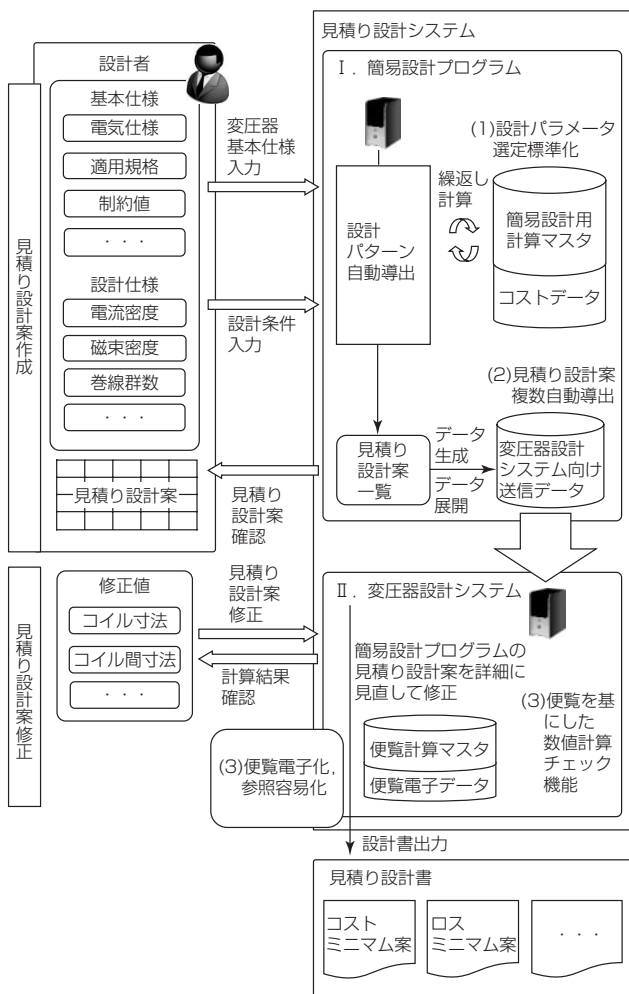 見積り設計案作成
設計者
基本仕様
電気仕様
適用規格
制約値
・・・
設計仕様
電流密度
磁束密度
巻線群数
・・・
見積り設計案
変圧器
基本仕様
入力
設計条件
入力
見積り
設計案
確認
見積り設計システム
Ⅰ．簡易設計プログラム
(1)設計パラメータ
選定標準化
繰返し
計算
設計
パターン
自動導出
簡易設計用
計算マスタ
コストデータ
(2)見積り設計案
複数自動導出
見積り
設計案
一覧
データ
生成
データ
展開
変圧器設計
システム向け
送信データ
見積り設計案修正
修正値
コイル寸法
コイル間寸法
・・・
見積り
設計案
修正
計算結果
確認
Ⅱ．変圧器設計システム
簡易設計プログラムの
見積り設計案を詳細に
見直して修正
(3)便覧を基
にした
数値計算
チェック
機能
便覧計算マスタ
便覧電子データ
(3)便覧電子化，
参照容易化
設計書出力
見積り設計書
コスト
ミニマム案
ロス
ミニマム案
・・・